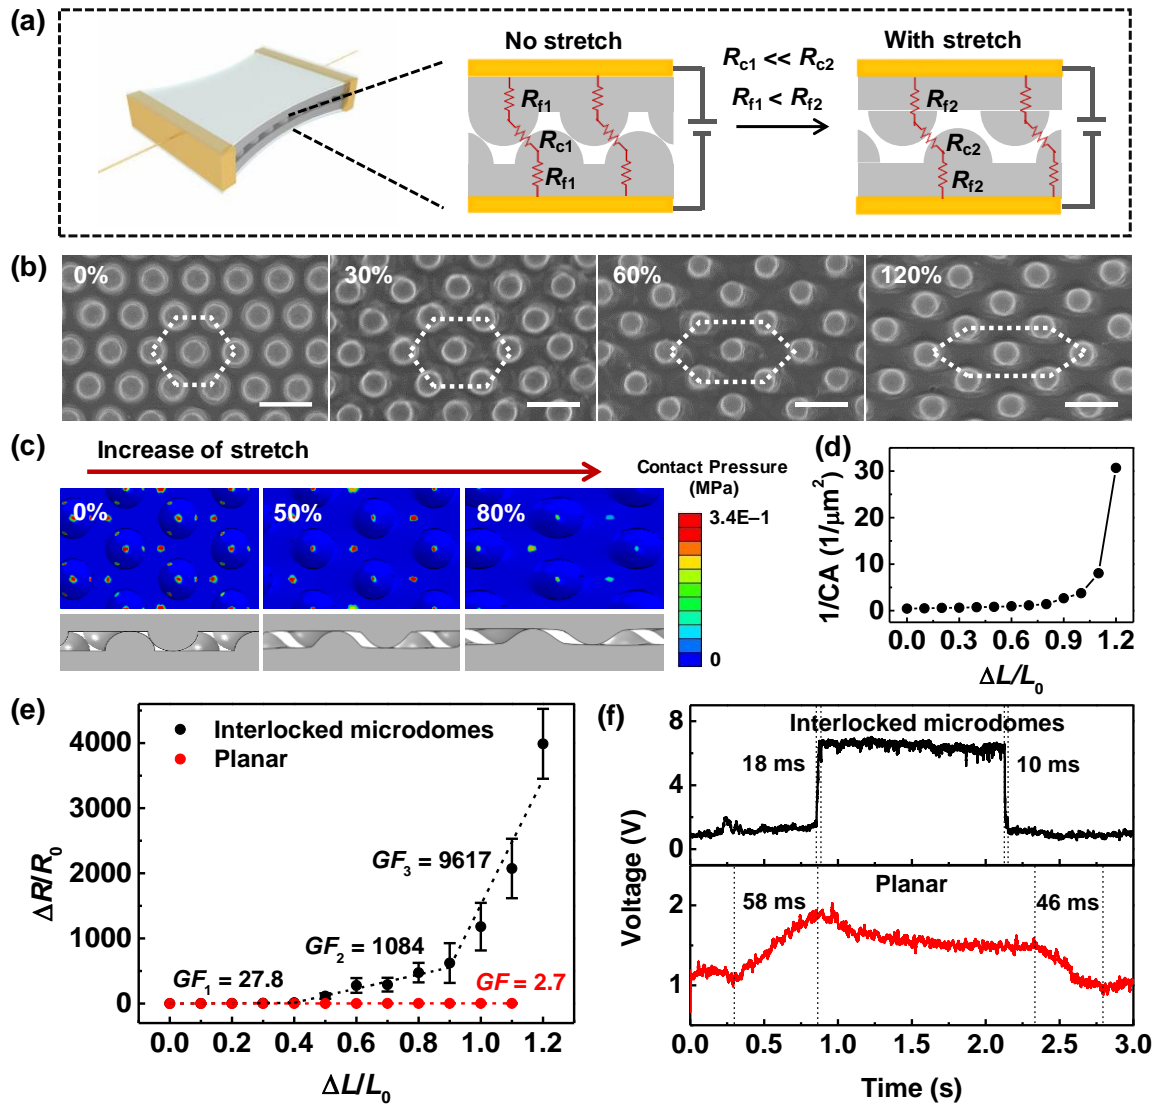 (a)
No stretch
With stretch
Rc1 << Rc2
Rf1 < Rf2
Rf1
Rc1
Rf1
Rf2
Rc2
Rf2
(b)
0%
30%
60%
120%
(c)
Increase of stretch
0%
50%
80%
Contact Pressure
(MPa)
3.4E–1
0
(d)
1/CA (1/μm²)
30
20
10
0
0.0 0.3 0.6 0.9 1.2
ΔL/L0
(e)
Interlocked microdomes
Planar
ΔR/R0
4000
3000
2000
1000
0
GF3 = 9617
GF2 = 1084
GF1 = 27.8
GF = 2.7
0.0 0.2 0.4 0.6 0.8 1.0 1.2
ΔL/L0
(f)
Voltage (V)
8
4
0
Interlocked microdomes
18 ms
10 ms
2
1
Planar
58 ms
46 ms
0.0 0.5 1.0 1.5 2.0 2.5 3.0
Time (s)